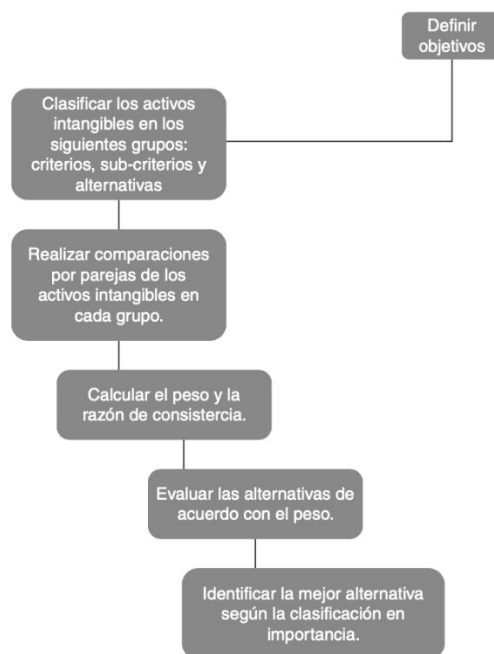 Definir
objetivos
Clasificar los activos
intangibles en los
siguientes grupos:
criterios, sub-criterios y
alternativas
Realizar comparaciones
por parejas de los
activos intangibles en
cada grupo.
Calcular el peso y la
razón de consistercia.
Evaluar las alternativas de
acuerdo con el peso.
Identificar la mejor alternativa
según la clasificación en
importancia.